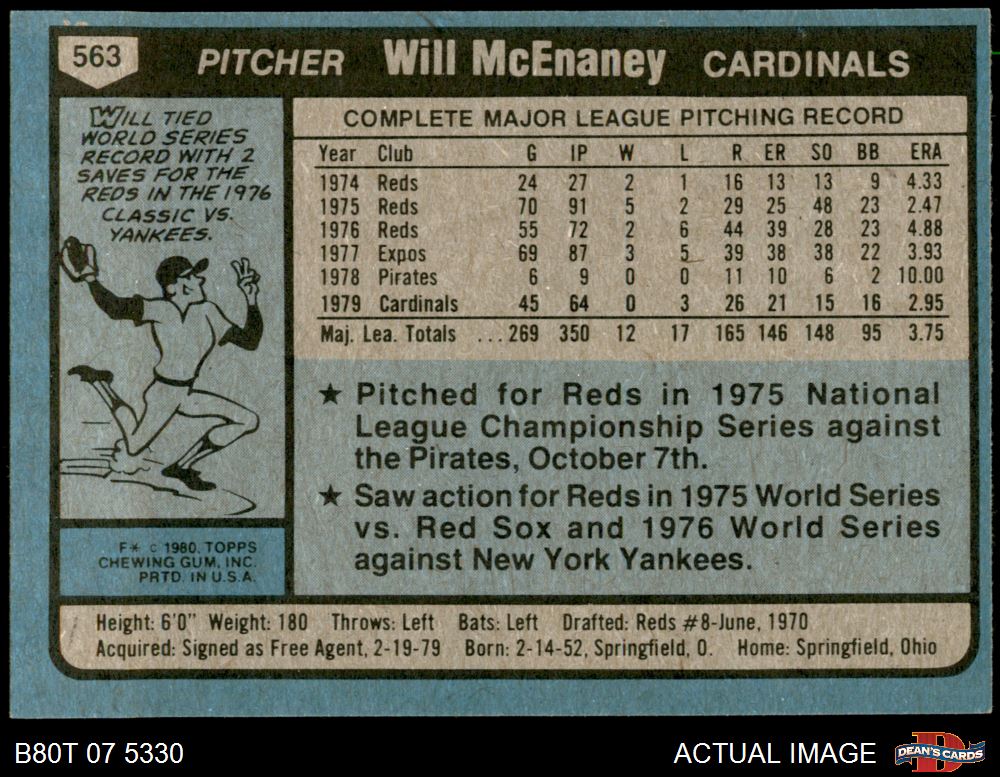 563
PITCHER Will McEnaney CARDINALS
WILL TIED
WORLD SERIES
RECORD WITH 2
SAVES FOR THE
REDS IN THE 1976
CLASSIC VS.
YANKEES.
F* © 1980. TOPPS
CHEWING GUM, INC.
PRTD. IN U.S.A.
COMPLETE MAJOR LEAGUE PITCHING RECORD
Year Club G IP W L R ER SO BB ERA
1974 Reds 24 27 2 1 16 13 13 9 4.33
1975 Reds 70 91 5 2 29 25 48 23 2.47
1976 Reds 55 72 2 6 44 39 28 23 4.88
1977 Expos 69 87 3 5 39 38 38 22 3.93
1978 Pirates 6 9 0 0 11 10 6 2 10.00
1979 Cardinals 45 64 0 3 26 21 15 16 2.95
Maj. Lea. Totals ...269 350 12 17 165 146 148 95 3.75
★ Pitched for Reds in 1975 National
League Championship Series against
the Pirates, October 7th.
★ Saw action for Reds in 1975 World Series
vs. Red Sox and 1976 World Series
against New York Yankees.
Height: 6'0" Weight: 180 Throws: Left Bats: Left Drafted: Reds #8-June, 1970
Acquired: Signed as Free Agent, 2-19-79 Born: 2-14-52, Springfield, O. Home: Springfield, Ohio
B80T 07 5330
ACTUAL IMAGE
DEAN'S CARDS